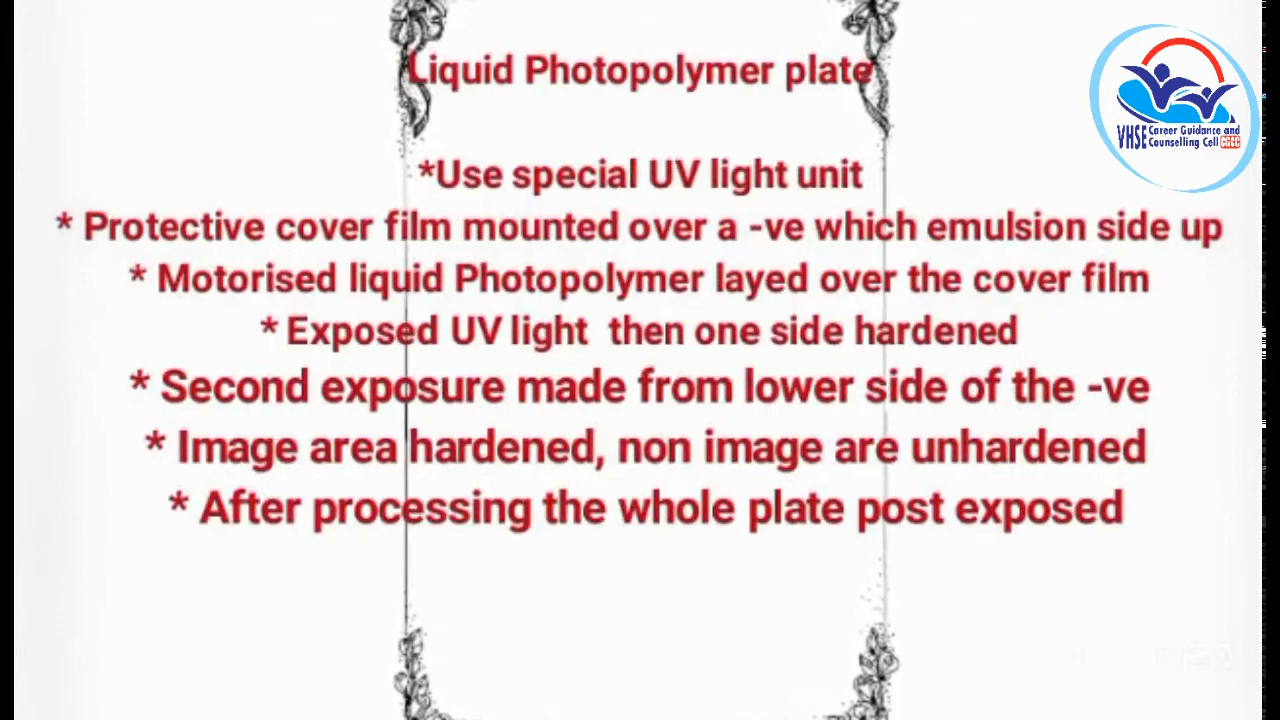 Liquid Photopolymer plate
VHSE Career Guidance and
Counselling Cell CGCC
*Use special UV light unit
* Protective cover film mounted over a -ve which emulsion side up
* Motorised liquid Photopolymer layed over the cover film
* Exposed UV light then one side hardened
* Second exposure made from lower side of the -ve
* Image area hardened, non image are unhardened
* After processing the whole plate post exposed